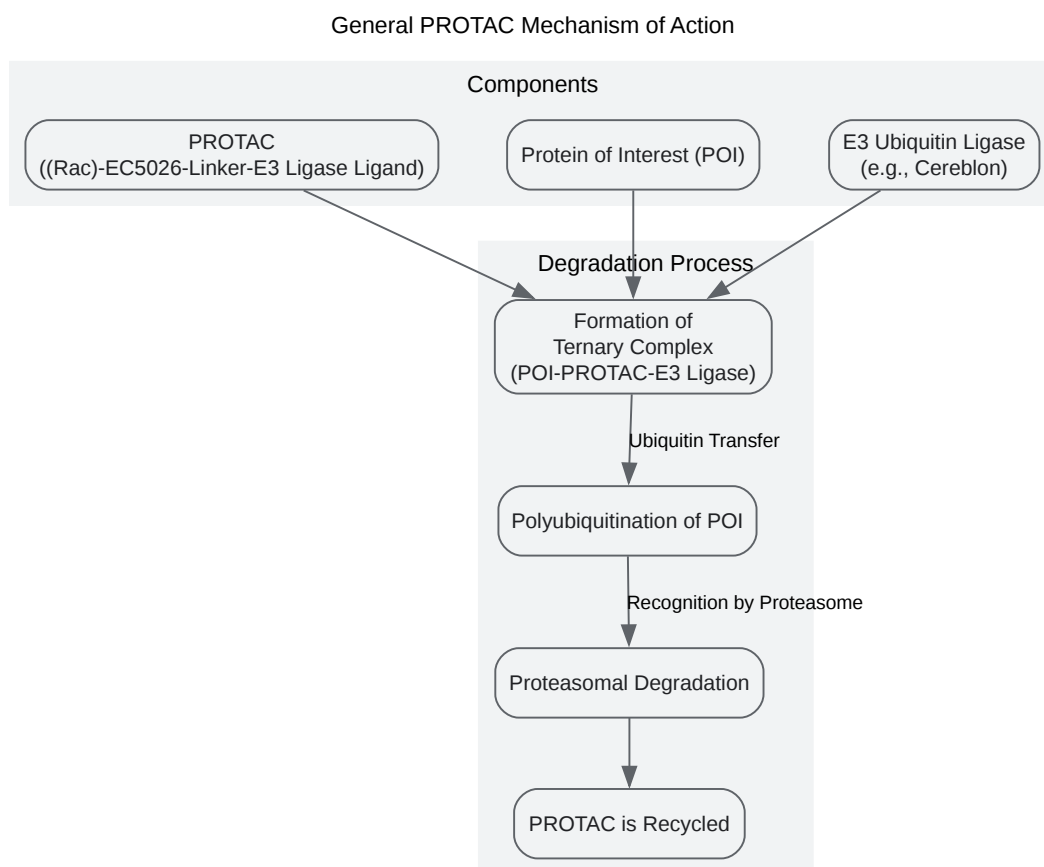 General PROTAC Mechanism of Action
Components
PROTAC
((Rac)-EC5026-Linker-E3 Ligase Ligand)
Protein of Interest (POI)
E3 Ubiquitin Ligase
(e.g., Cereblon)
Degradation Process
Formation of
Ternary Complex
(POI-PROTAC-E3 Ligase)
Ubiquitin Transfer
Polyubiquitination of POI
Recognition by Proteasome
Proteasomal Degradation
PROTAC is Recycled